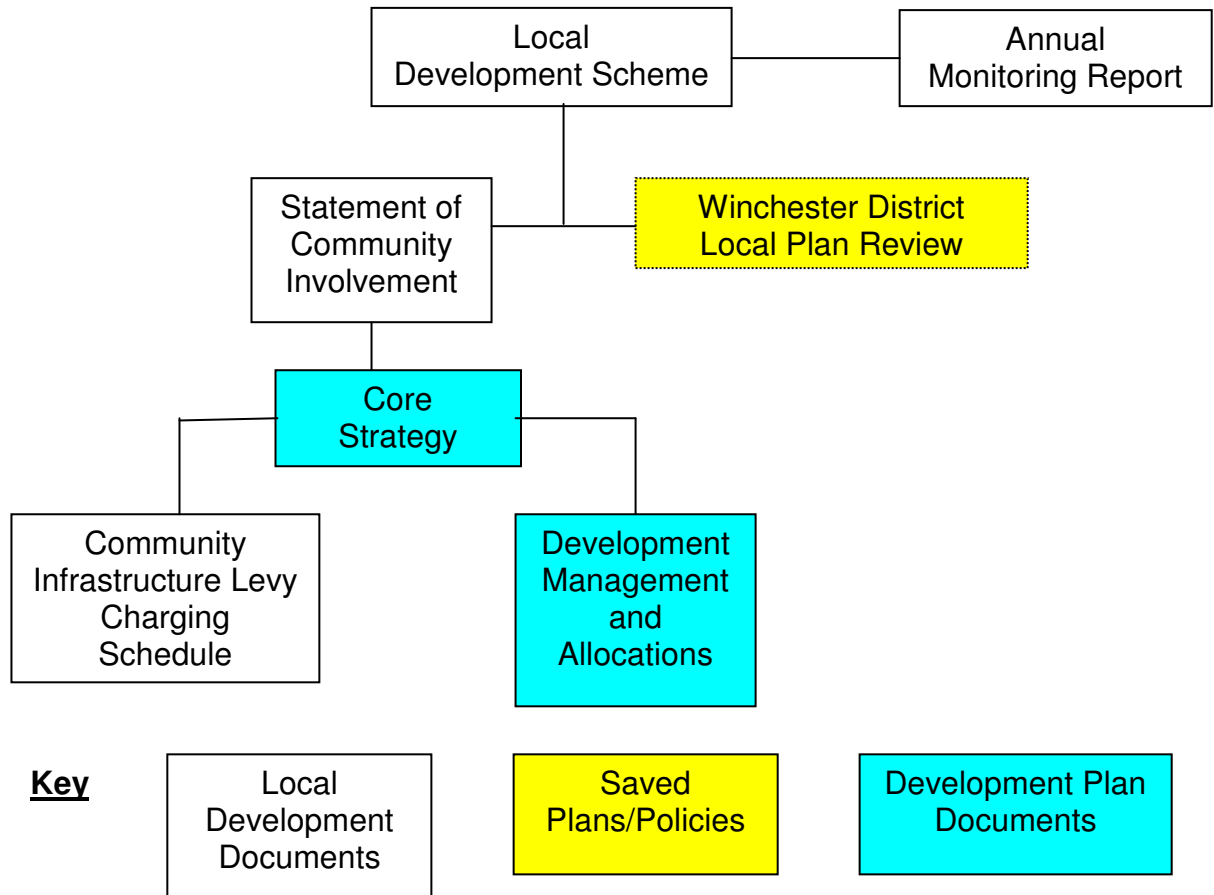 Local
Development Scheme
Annual
Monitoring Report
Statement of
Community
Involvement
Winchester District
Local Plan Review
Core
Strategy
Community
Infrastructure Levy
Charging
Schedule
Development
Management
and
Allocations
Key
Local
Development
Documents
Saved
Plans/Policies
Development Plan
Documents